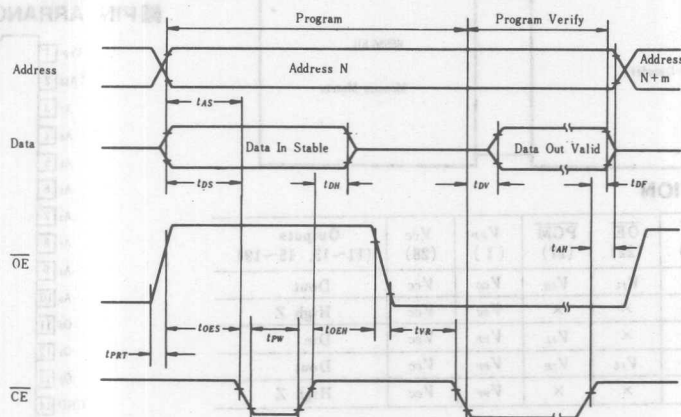 Program
Program Verify
Address
Address N
Address
N+m
tAS
Data
Data In Stable
Data Out Valid
tDS
tDH
tDV
tDF
OE
tAH
tOES
tPW
tOEH
tVR
tPRT
CE